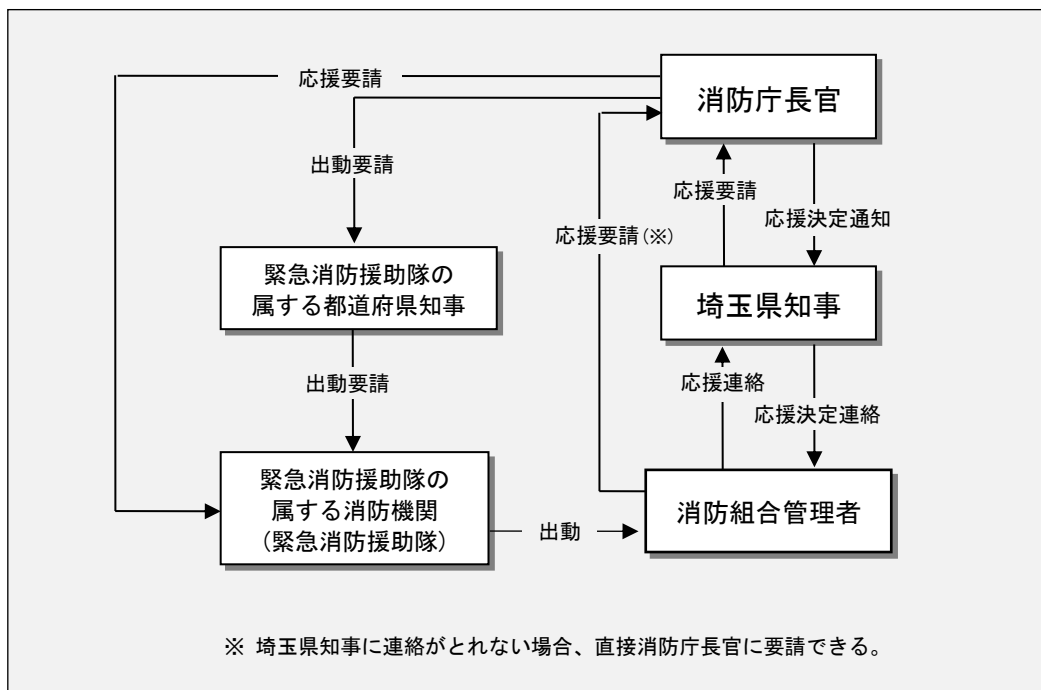 応援要請
消防庁長官
出動要請
応援要請
応援決定通知
応援要請(※)
緊急消防援助隊の
属する都道府県知事
埼玉県知事
出動要請
応援連絡
応援決定連絡
緊急消防援助隊の
属する消防機関
(緊急消防援助隊)
出動
消防組合管理者
※ 埼玉県知事に連絡がとれない場合、直接消防庁長官に要請できる。